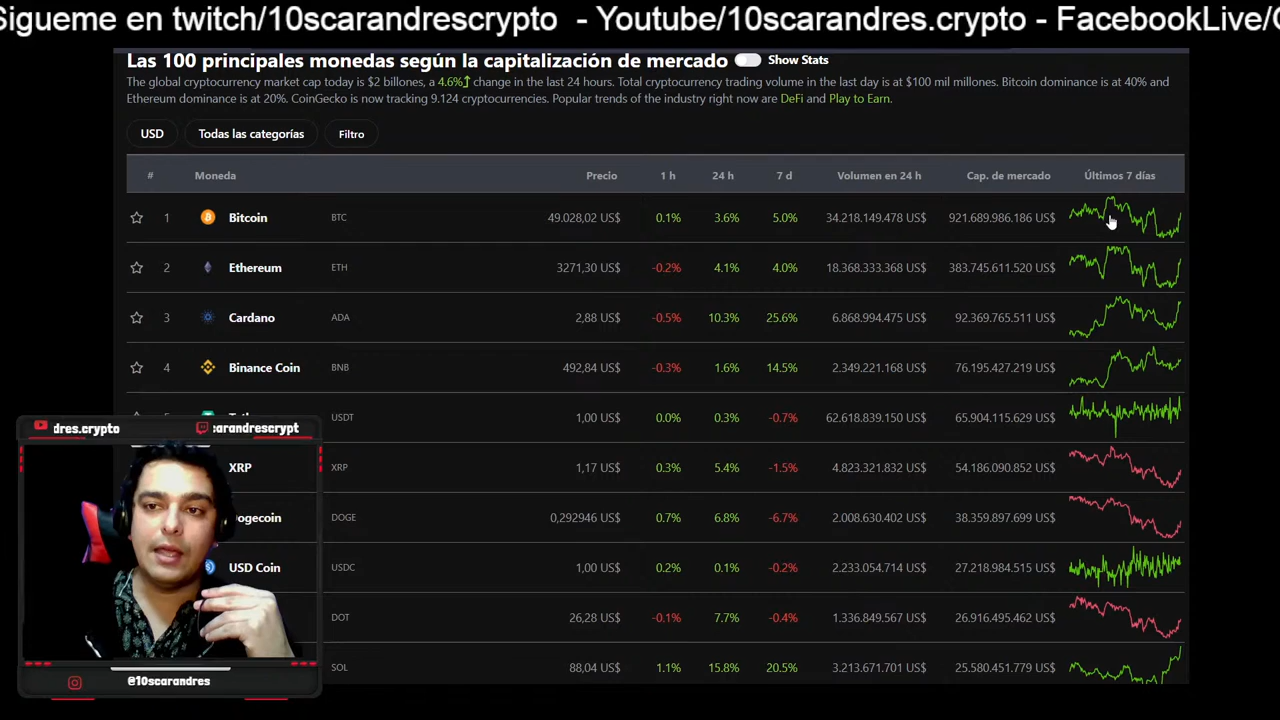 Sigueme en twitch/10scarandrescrypto - Youtube/10scarandres.crypto - FacebookLive/
Las 100 principales monedas según la capitalización de mercado Show Stats
The global cryptocurrency market cap today is $2 billones, a 4.6% change in the last 24 hours. Total cryptocurrency trading volume in the last day is at $100 mil millones. Bitcoin dominance is at 40% and
Ethereum dominance is at 20%. CoinGecko is now tracking 9.124 cryptocurrencies. Popular trends of the industry right now are DeFi and Play to Earn.
USD Todas las categorías Filtro
# Moneda Precio 1 h 24 h 7 d Volumen en 24 h Cap. de mercado Últimos 7 días
1 Bitcoin BTC 49.028,02 US$ 0.1% 3.6% 5.0% 34.218.149.478 US$ 921.689.986.186 US$
2 Ethereum ETH 3271,30 US$ -0.2% 4.1% 4.0% 18.368.333.368 US$ 383.745.611.520 US$
3 Cardano ADA 2,88 US$ -0.5% 10.3% 25.6% 6.868.994.475 US$ 92.369.765.511 US$
4 Binance Coin BNB 492,84 US$ -0.3% 1.6% 14.5% 2.349.221.168 US$ 76.195.427.219 US$
USDT 1,00 US$ 0.0% 0.3% -0.7% 62.618.839.150 US$ 65.904.115.629 US$
dres.crypto carandrescrypt
XRP XRP 1,17 US$ 0.3% 5.4% -1.5% 4.823.321.832 US$ 54.186.090.852 US$
ogecoin DOGE 0,292946 US$ 0.7% 6.8% -6.7% 2.008.630.402 US$ 38.359.897.699 US$
USD Coin USDC 1,00 US$ 0.2% 0.1% -0.2% 2.233.054.714 US$ 27.218.984.515 US$
DOT 26,28 US$ -0.1% 7.7% -0.4% 1.336.849.567 US$ 26.916.495.462 US$
SOL 88,04 US$ 1.1% 15.8% 20.5% 3.213.671.701 US$ 25.580.451.779 US$
@10scarandres